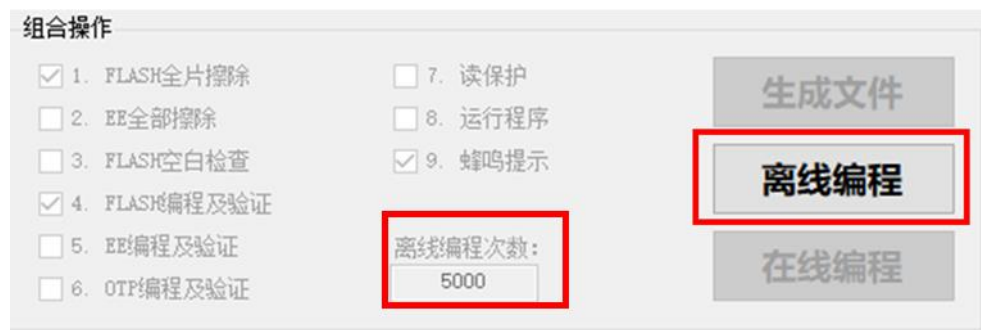 组合操作
1. FLASH全片擦除
2. EE全部擦除
3. FLASH空白检查
4. FLASH编程及验证
5. EE编程及验证
6. OTP编程及验证
7. 读保护
8. 运行程序
9. 蜂鸣提示
离线编程次数:
5000
生成文件
离线编程
在线编程